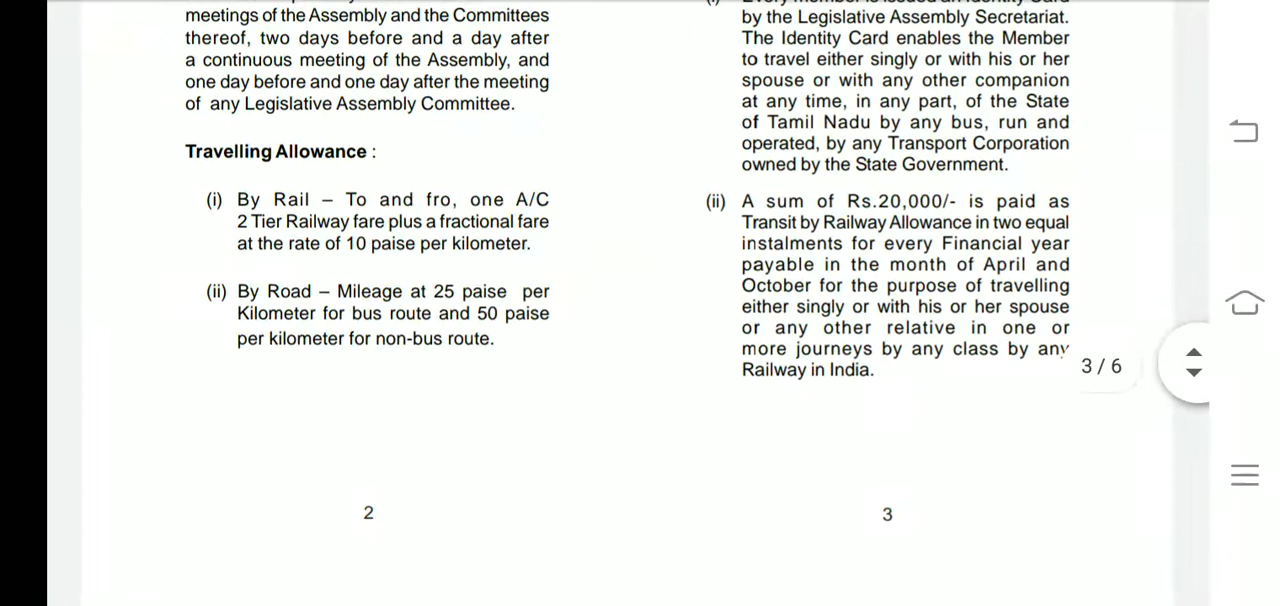 meetings of the Assembly and the Committees
thereof, two days before and a day after
a continuous meeting of the Assembly, and
one day before and one day after the meeting
of any Legislative Assembly Committee.
Travelling Allowance :
(i) By Rail – To and fro, one A/C
2 Tier Railway fare plus a fractional fare
at the rate of 10 paise per kilometer.
(ii) By Road – Mileage at 25 paise per
Kilometer for bus route and 50 paise
per kilometer for non-bus route.
2
by the Legislative Assembly Secretariat.
The Identity Card enables the Member
to travel either singly or with his or her
spouse or with any other companion
at any time, in any part, of the State
of Tamil Nadu by any bus, run and
operated, by any Transport Corporation
owned by the State Government.
(ii) A sum of Rs.20,000/- is paid as
Transit by Railway Allowance in two equal
instalments for every Financial year
payable in the month of April and
October for the purpose of travelling
either singly or with his or her spouse
or any other relative in one or
more journeys by any class by any
Railway in India.
3
3 / 6